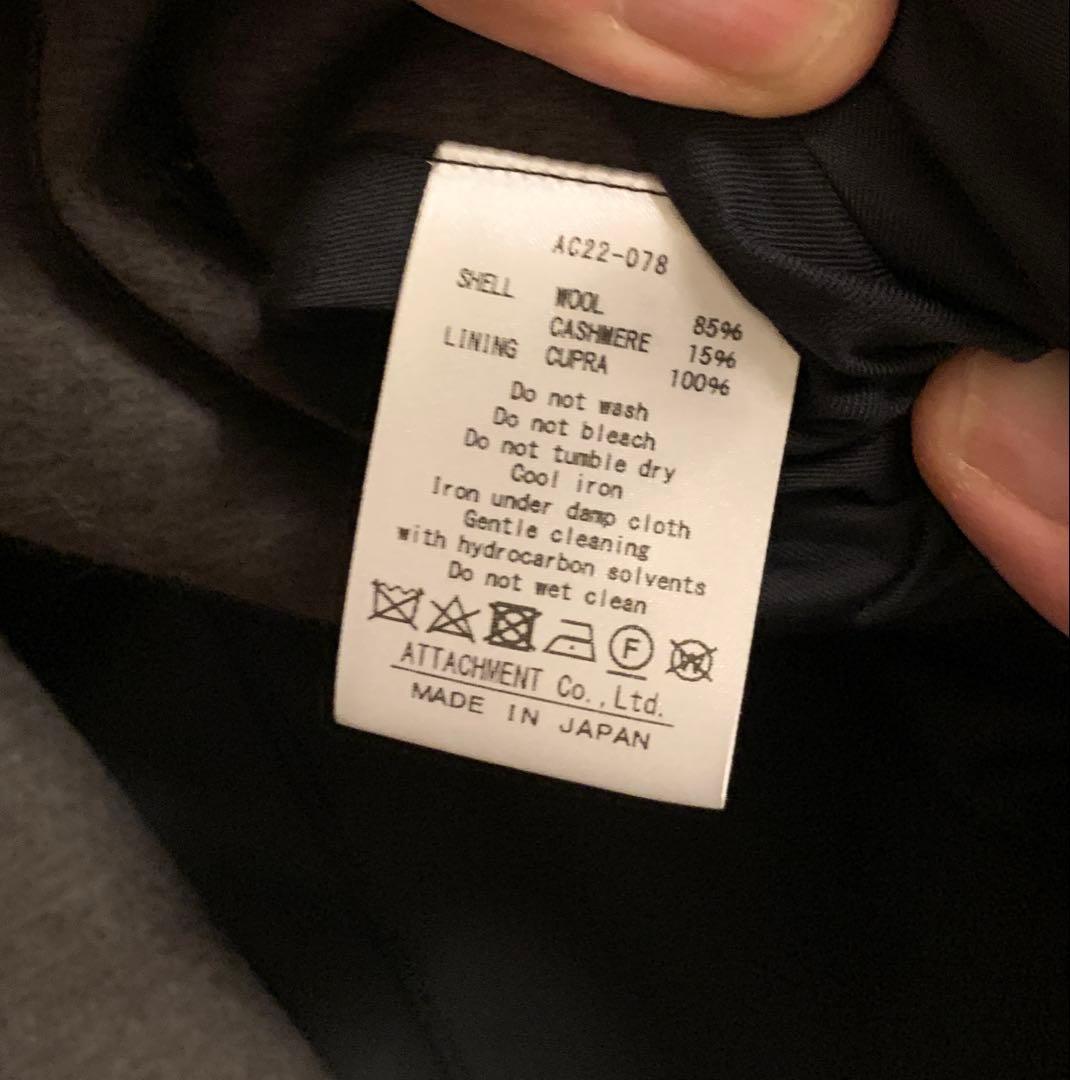 AC22-078
SHELL WOOL 85%
CASHMERE 15%
LINING CUPRA 100%
Do not wash
Do not bleach
Do not tumble dry
Cool iron
Iron under damp cloth
Gentle cleaning
with hydrocarbon solvents
Do not wet clean
F W
ATTACHMENT Co.,Ltd.
MADE IN JAPAN